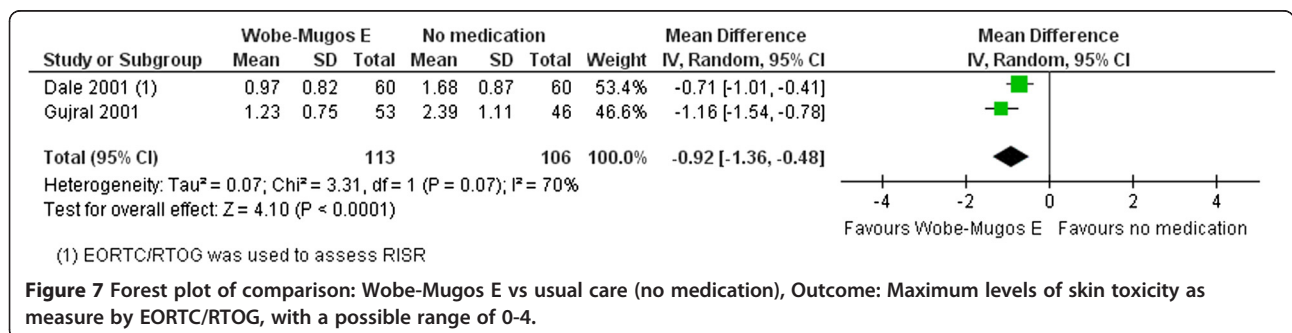 Wobe-Mugos E No medication Mean Difference Mean Difference
Study or Subgroup Mean SD Total Mean SD Total Weight IV, Random, 95% CI IV, Random, 95% CI
Dale 2001 (1) 0.97 0.82 60 1.68 0.87 60 53.4% -0.71 [-1.01, -0.41]
Gujral 2001 1.23 0.75 53 2.39 1.11 46 46.6% -1.16 [-1.54, -0.78]
Total (95% CI) 113 106 100.0% -0.92 [-1.36, -0.48]
Heterogeneity: Tau² = 0.07; Chi² = 3.31, df = 1 (P = 0.07); I² = 70%
Test for overall effect: Z = 4.10 (P < 0.0001)
-4 -2 0 2 4
Favours Wobe-Mugos E Favours no medication
(1) EORTC/RTOG was used to assess RISR
Figure 7 Forest plot of comparison: Wobe-Mugos E vs usual care (no medication), Outcome: Maximum levels of skin toxicity as
measure by EORTC/RTOG, with a possible range of 0-4.